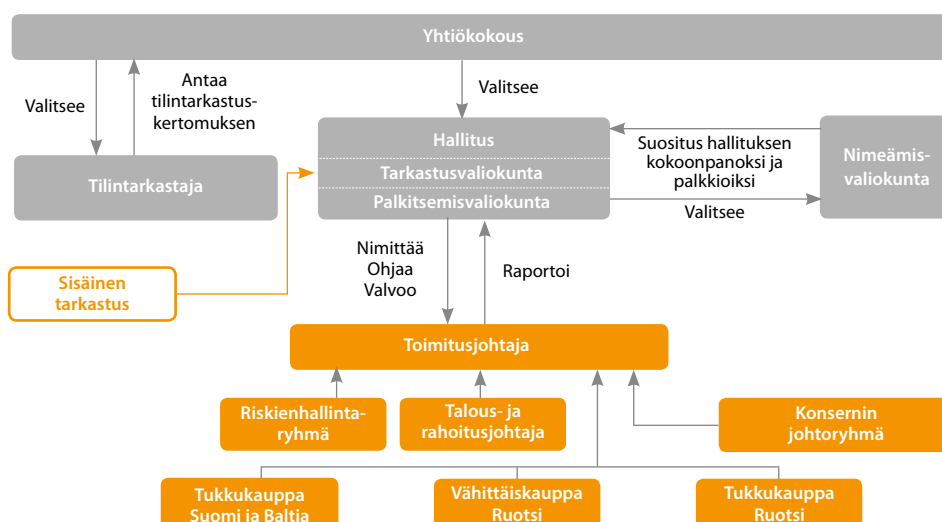 Yhtiökokous
Valitsee
Antaa
tilintarkastus-
kertomuksen
Valitsee
Tilintarkastaja
Hallitus
Tarkastusvaliokunta
Palkitsemisvaliokunta
Suositus hallituksen
kokoonpanoksi ja
palkkioiksi
Valitsee
Nimeämis-
valiokunta
Sisäinen
tarkastus
Nimittää
Ohjaa
Valvoo
Raportoi
Toimitusjohtaja
Riskienhallinta-
ryhmä
Talous- ja
rahoitusjohtaja
Konsernin
johtoryhmä
Tukkukauppa
Suomi ja Baltia
Vähittäiskauppa
Ruotsi
Tukkukauppa
Ruotsi